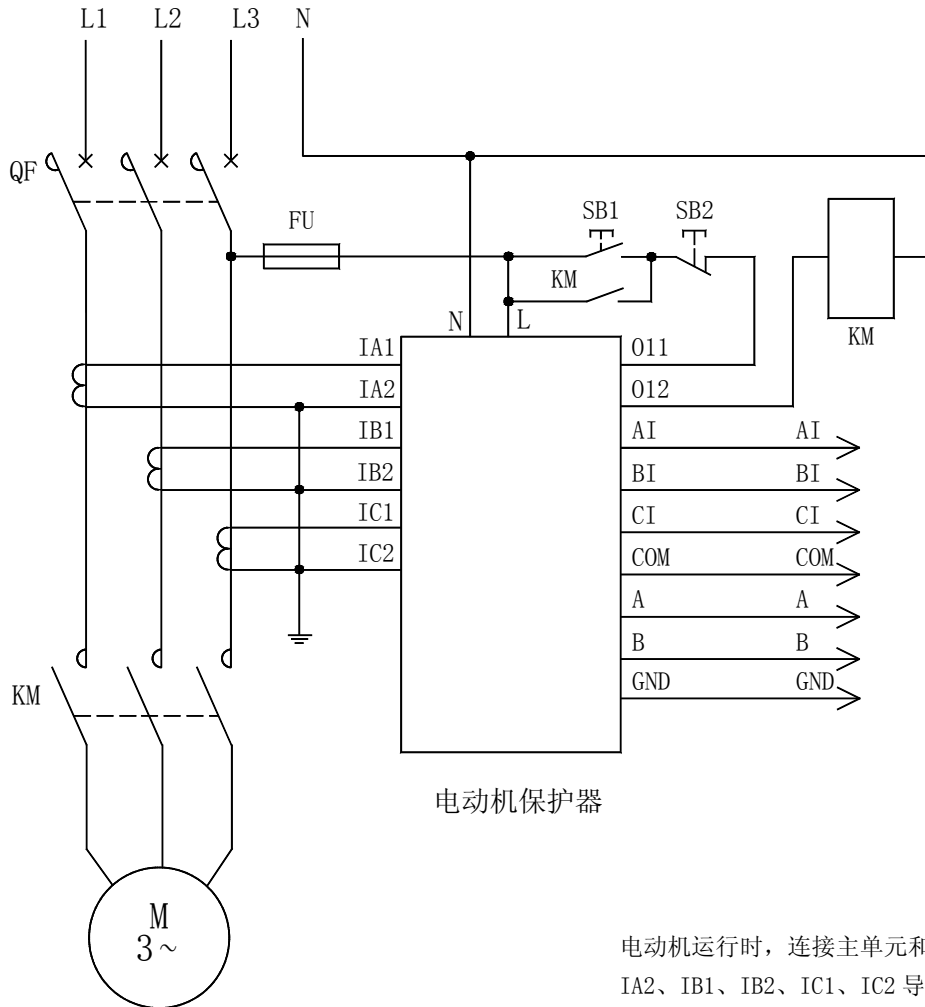 L1 L2 L3 N
QF
FU
SB1 SB2
KM
KM
N L
IA1
IA2
IB1
IB2
IC1
IC2
O11
O12
AI AI
BI BI
CI CI
COM COM
A A
B B
GND GND
KM
电动机保护器
M
3~
电动机运行时，连接主单元和
IA2、IB1、IB2、IC1、IC2 导